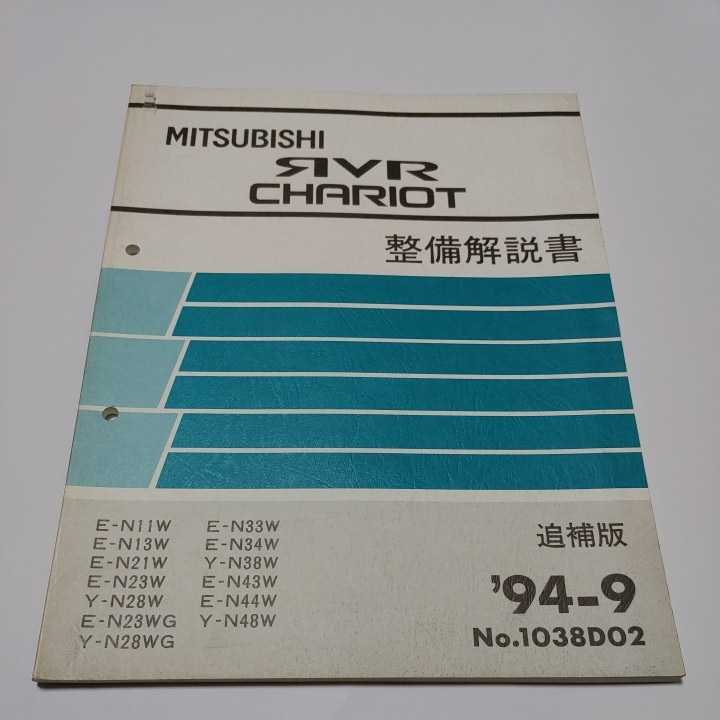 MITSUBISHI
RVR
CHARIOT
整備解説書
E-N11W E-N33W
E-N13W E-N34W
E-N21W Y-N38W
E-N23W E-N43W
Y-N28W E-N44W
E-N23WG Y-N48W
Y-N28WG
追補版
'94-9
No.1038D02